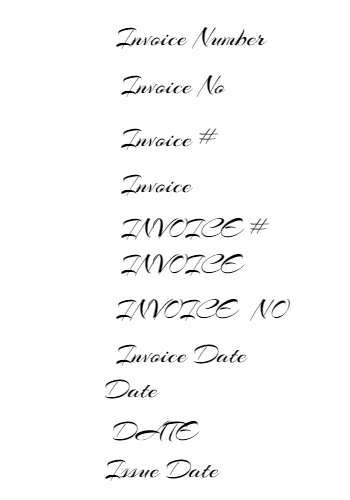 Invoice Number
Invoice No
Invoice #
Invoice
INVOICE #
INVOICE
INVOICE NO
Invoice Date
Date
DATE
Issue Date